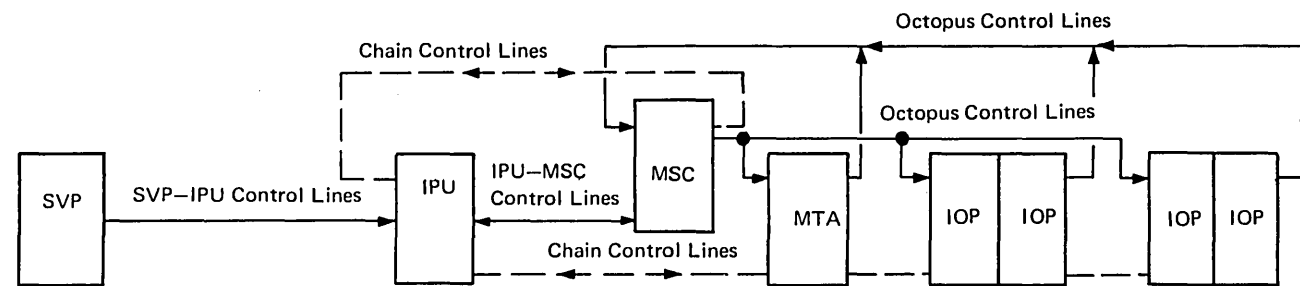 Octopus Control Lines
Chain Control Lines
Octopus Control Lines
SVP
SVP–IPU Control Lines
IPU
IPU–MSC
Control Lines
MSC
MTA
IOP
IOP
IOP
IOP
Chain Control Lines